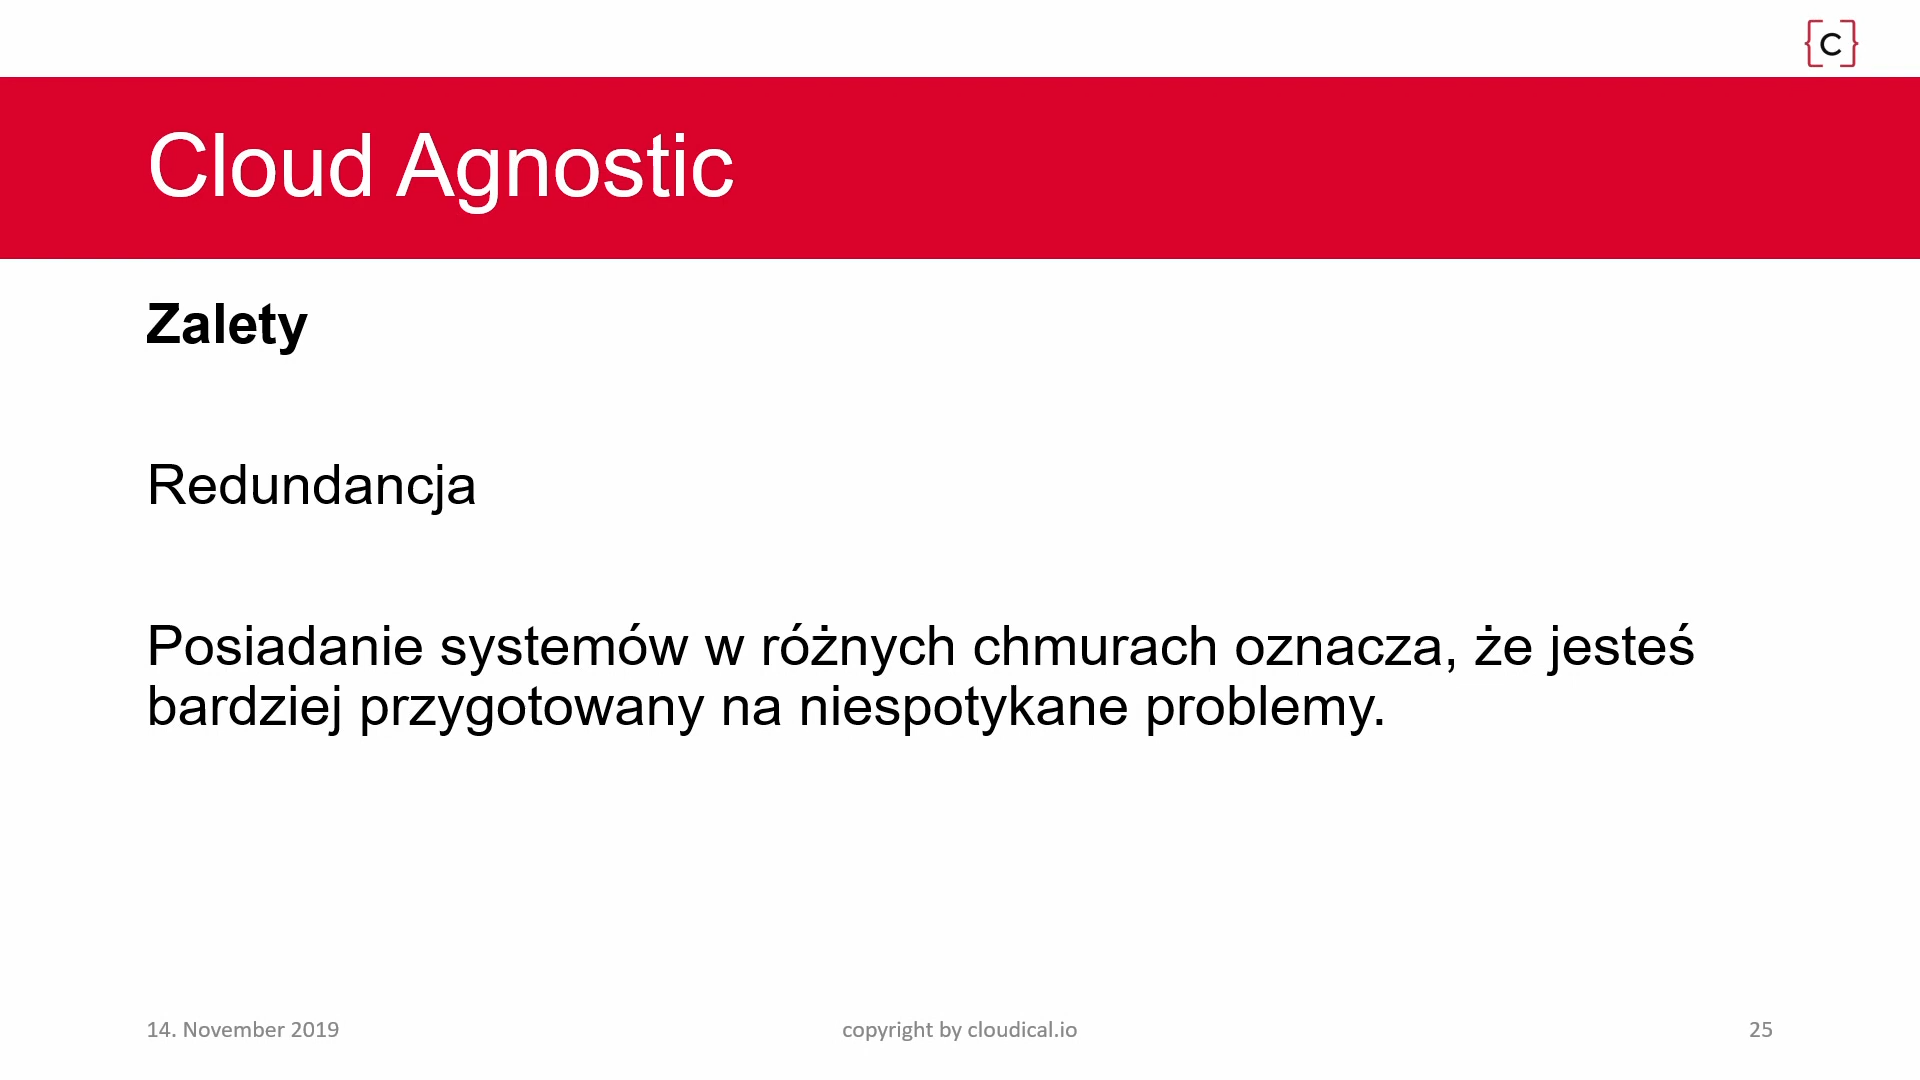 {[C]}
Cloud Agnostic
Zalety
Redundancja
Posiadanie systemów w różnych chmurach oznacza, że jesteś
bardziej przygotowany na niespotykane problemy.
14. November 2019
copyright by cloudical.io
25